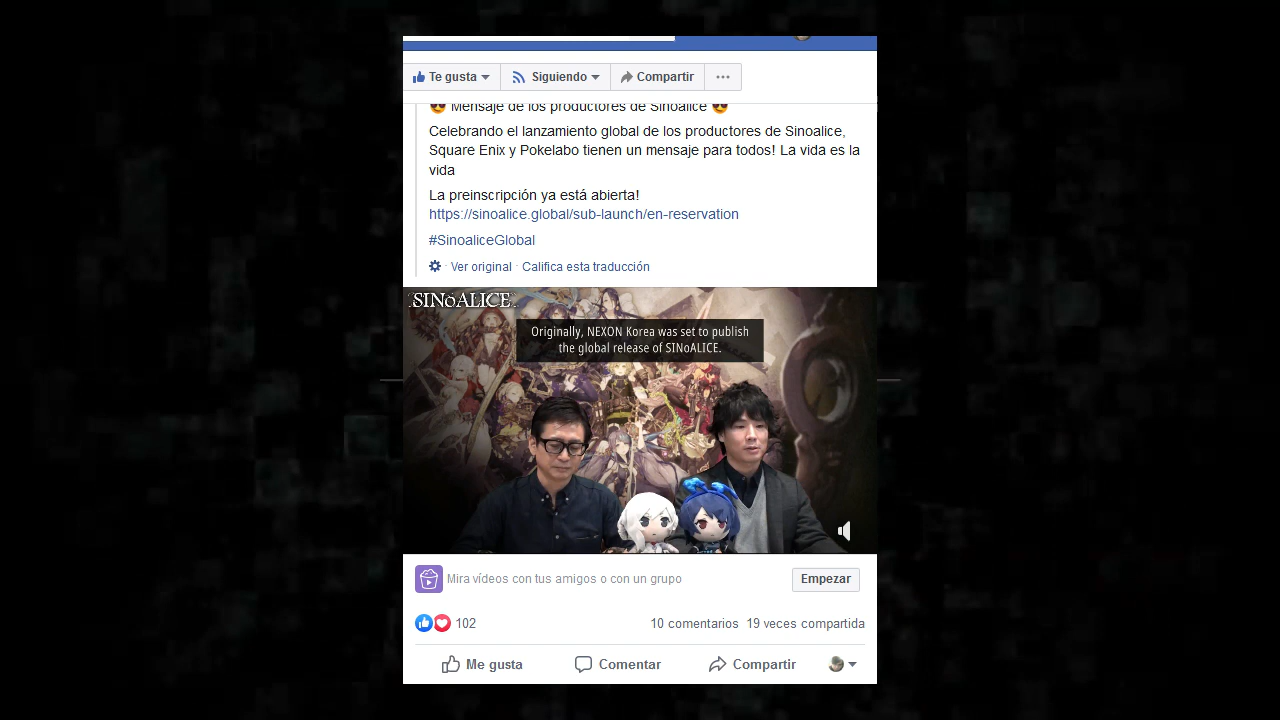 Te gusta
Siguiendo
Compartir
Mensaje de los productores de Sinoalice
Celebrando el lanzamiento global de los productores de Sinoalice,
Square Enix y Pokelabo tienen un mensaje para todos! La vida es la
vida
La preinscripción ya está abierta!
https://sinoalice.global/sub-launch/en-reservation
#SinoaliceGlobal
· Ver original · Califica esta traducción
SINoALICE
Originally, NEXON Korea was set to publish
the global release of SINoALICE.
Mira vídeos con tus amigos o con un grupo
Empezar
102
10 comentarios 19 veces compartida
Me gusta
Comentar
Compartir